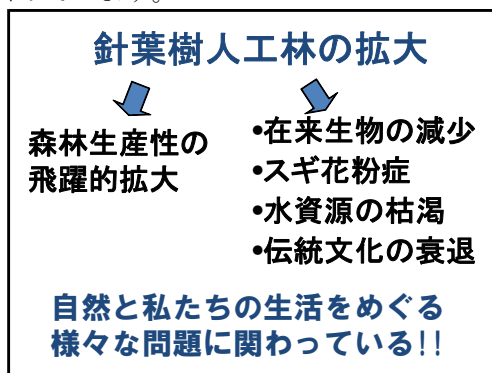 針葉樹人工林の拡大
森林生産性の
飛躍的拡大
•在来生物の減少
•スギ花粉症
•水資源の枯渇
•伝統文化の衰退
自然と私たちの生活をめぐる
様々な問題に関わっている!!